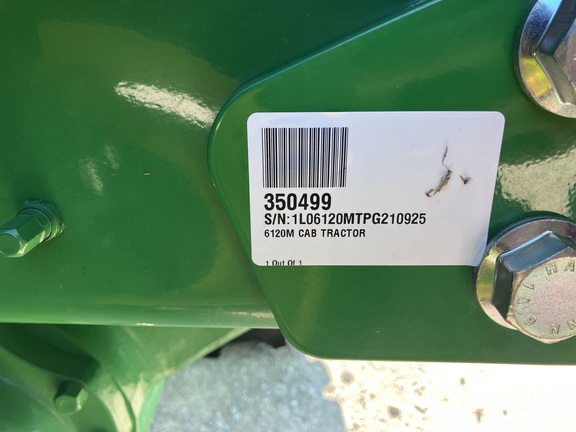 350499
S/N:1L06120MTPG210925
6120M CAB TRACTOR
1 Out Of 1